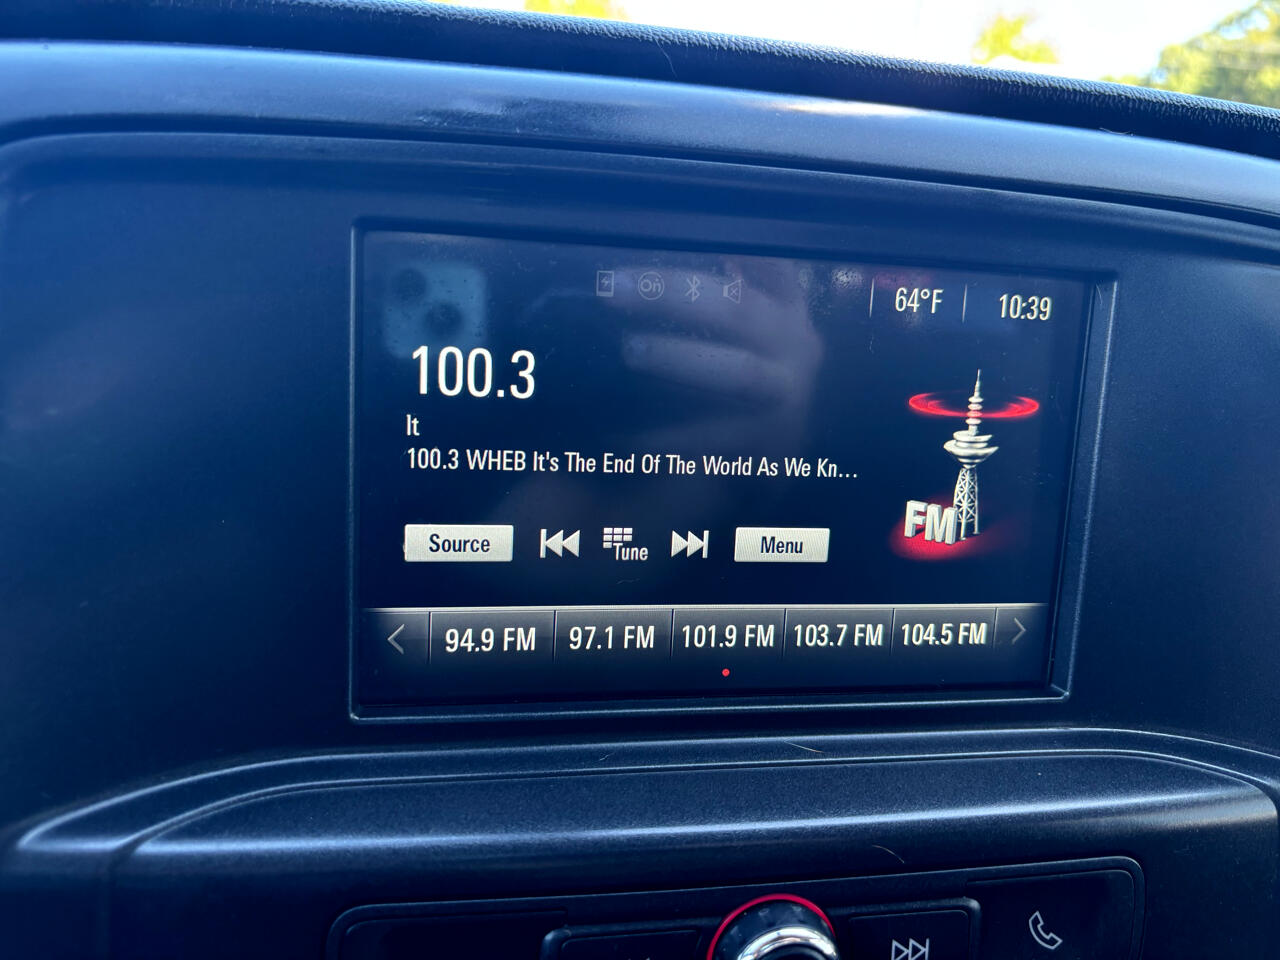 On
64°F
10:39
100.3
It
100.3 WHEB It's The End Of The World As We Kn...
FM
Source
Tune
Menu
94.9 FM
97.1 FM
101.9 FM
103.7 FM
104.5 FM